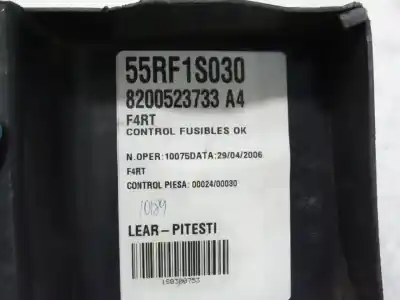 55RF1S030
8200523733 A4
F4RT
CONTROL FUSIBLES OK
N.OPER:10075DATA:29/04/2006
F4RT
CONTROL PIESA: 00024/00030
10189
LEAR-PITESTI